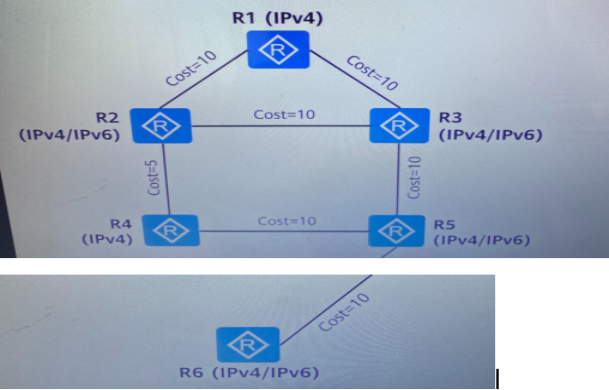 R1 (IPv4)
Cost=10
Cost=10
R
R2
(IPv4/IPv6)
R
Cost=10
R
R3
(IPv4/IPv6)
Cost=5
Cost=10
R4
(IPv4)
R
Cost=10
R
R5
(IPv4/IPv6)
Cost=10
R
R6 (IPv4/IPv6)